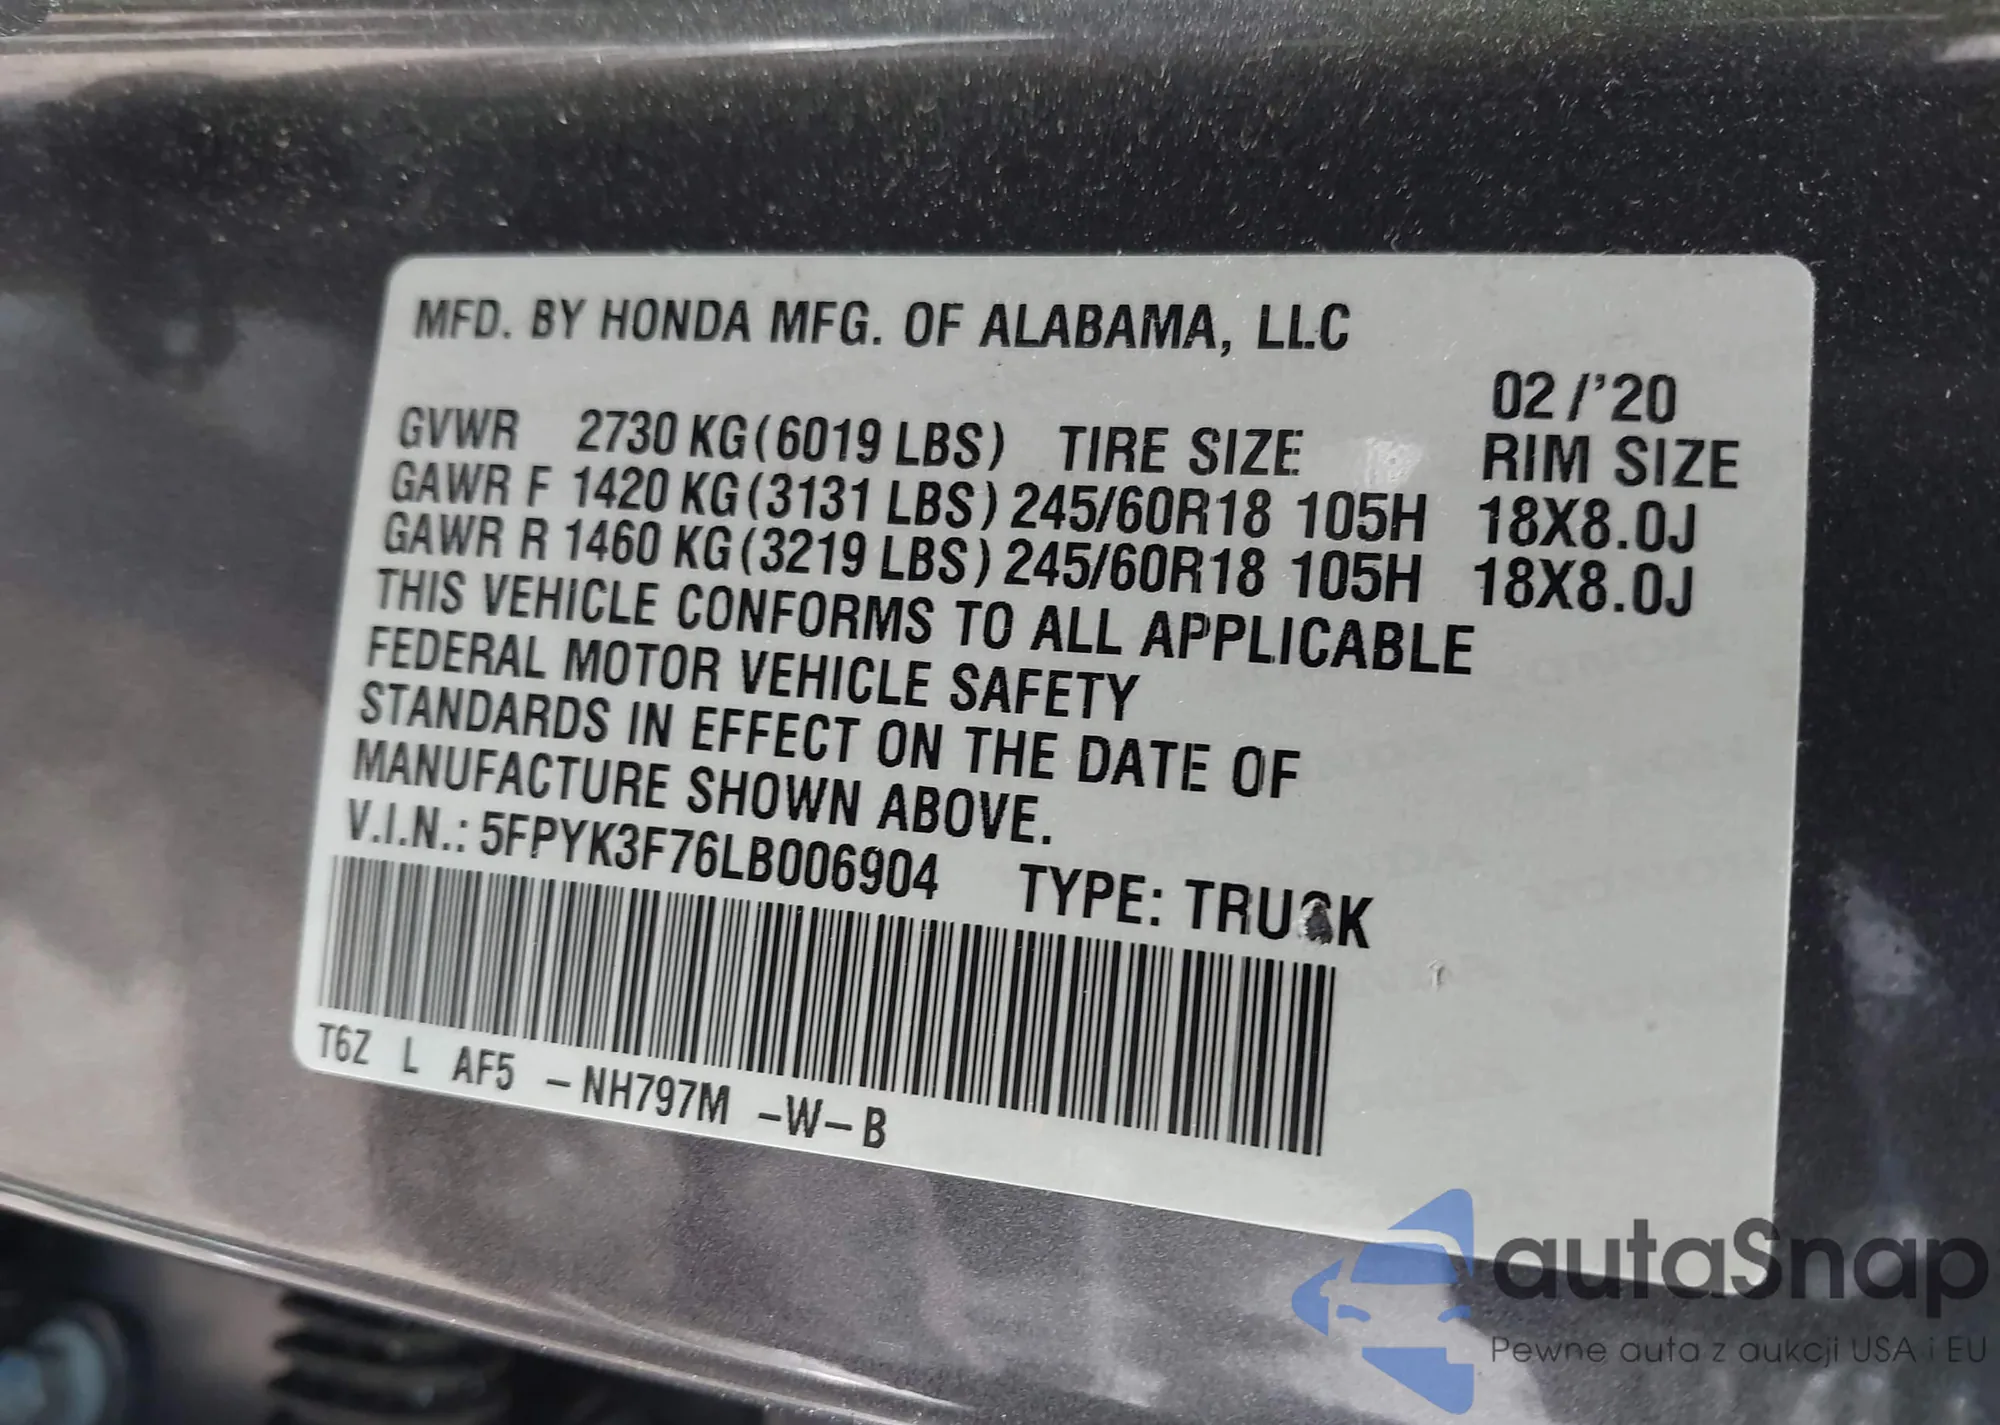 MFD. BY HONDA MFG. OF ALABAMA, LLC
02 /'20
GVWR 2730 KG (6019 LBS) TIRE SIZE RIM SIZE
GAWR F 1420 KG (3131 LBS) 245/60R18 105H 18X8.0J
GAWR R 1460 KG (3219 LBS) 245/60R18 105H 18X8.0J
THIS VEHICLE CONFORMS TO ALL APPLICABLE
FEDERAL MOTOR VEHICLE SAFETY
STANDARDS IN EFFECT ON THE DATE OF
MANUFACTURE SHOWN ABOVE.
V.I.N.: 5FPYK3F76LB006904 TYPE: TRUCK
T6Z L AF5 -NH797M -W-B
autaSnap
Pewne auta z aukcji USA i EU